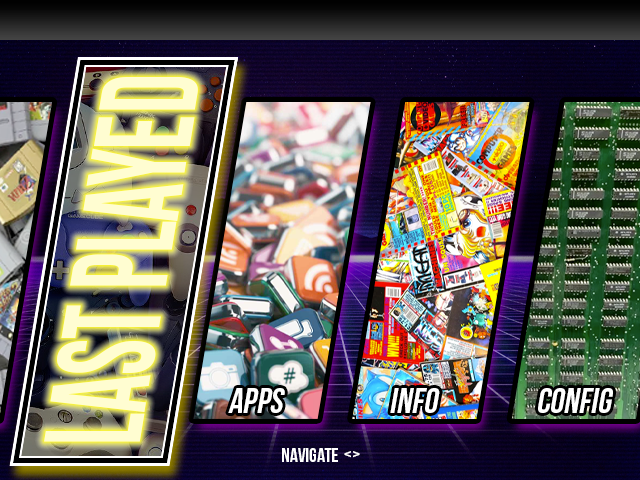 LAST PLAYED
APPS
INFO
CONFIG
NAVIGATE <>